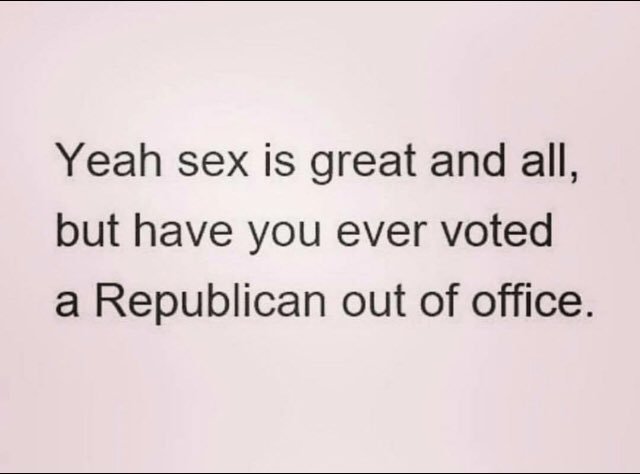 Yeah sex is great and all,
but have you ever voted
a Republican out of office.